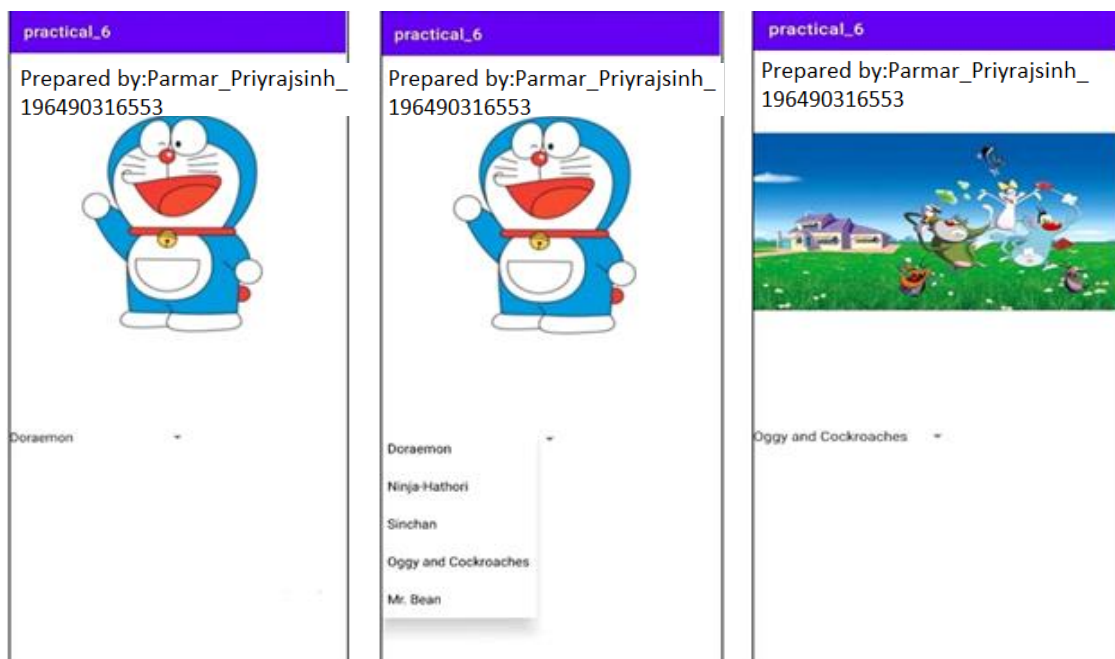 practical_6
Prepared by:Parmar_Priyrajsinh_
196490316553
Doraemon
practical_6
Prepared by:Parmar_Priyrajsinh_
196490316553
Doraemon
Ninja-Hathori
Sinchan
Oggy and Cockroaches
Mr. Bean
practical_6
Prepared by:Parmar_Priyrajsinh_
196490316553
Oggy and Cockroaches